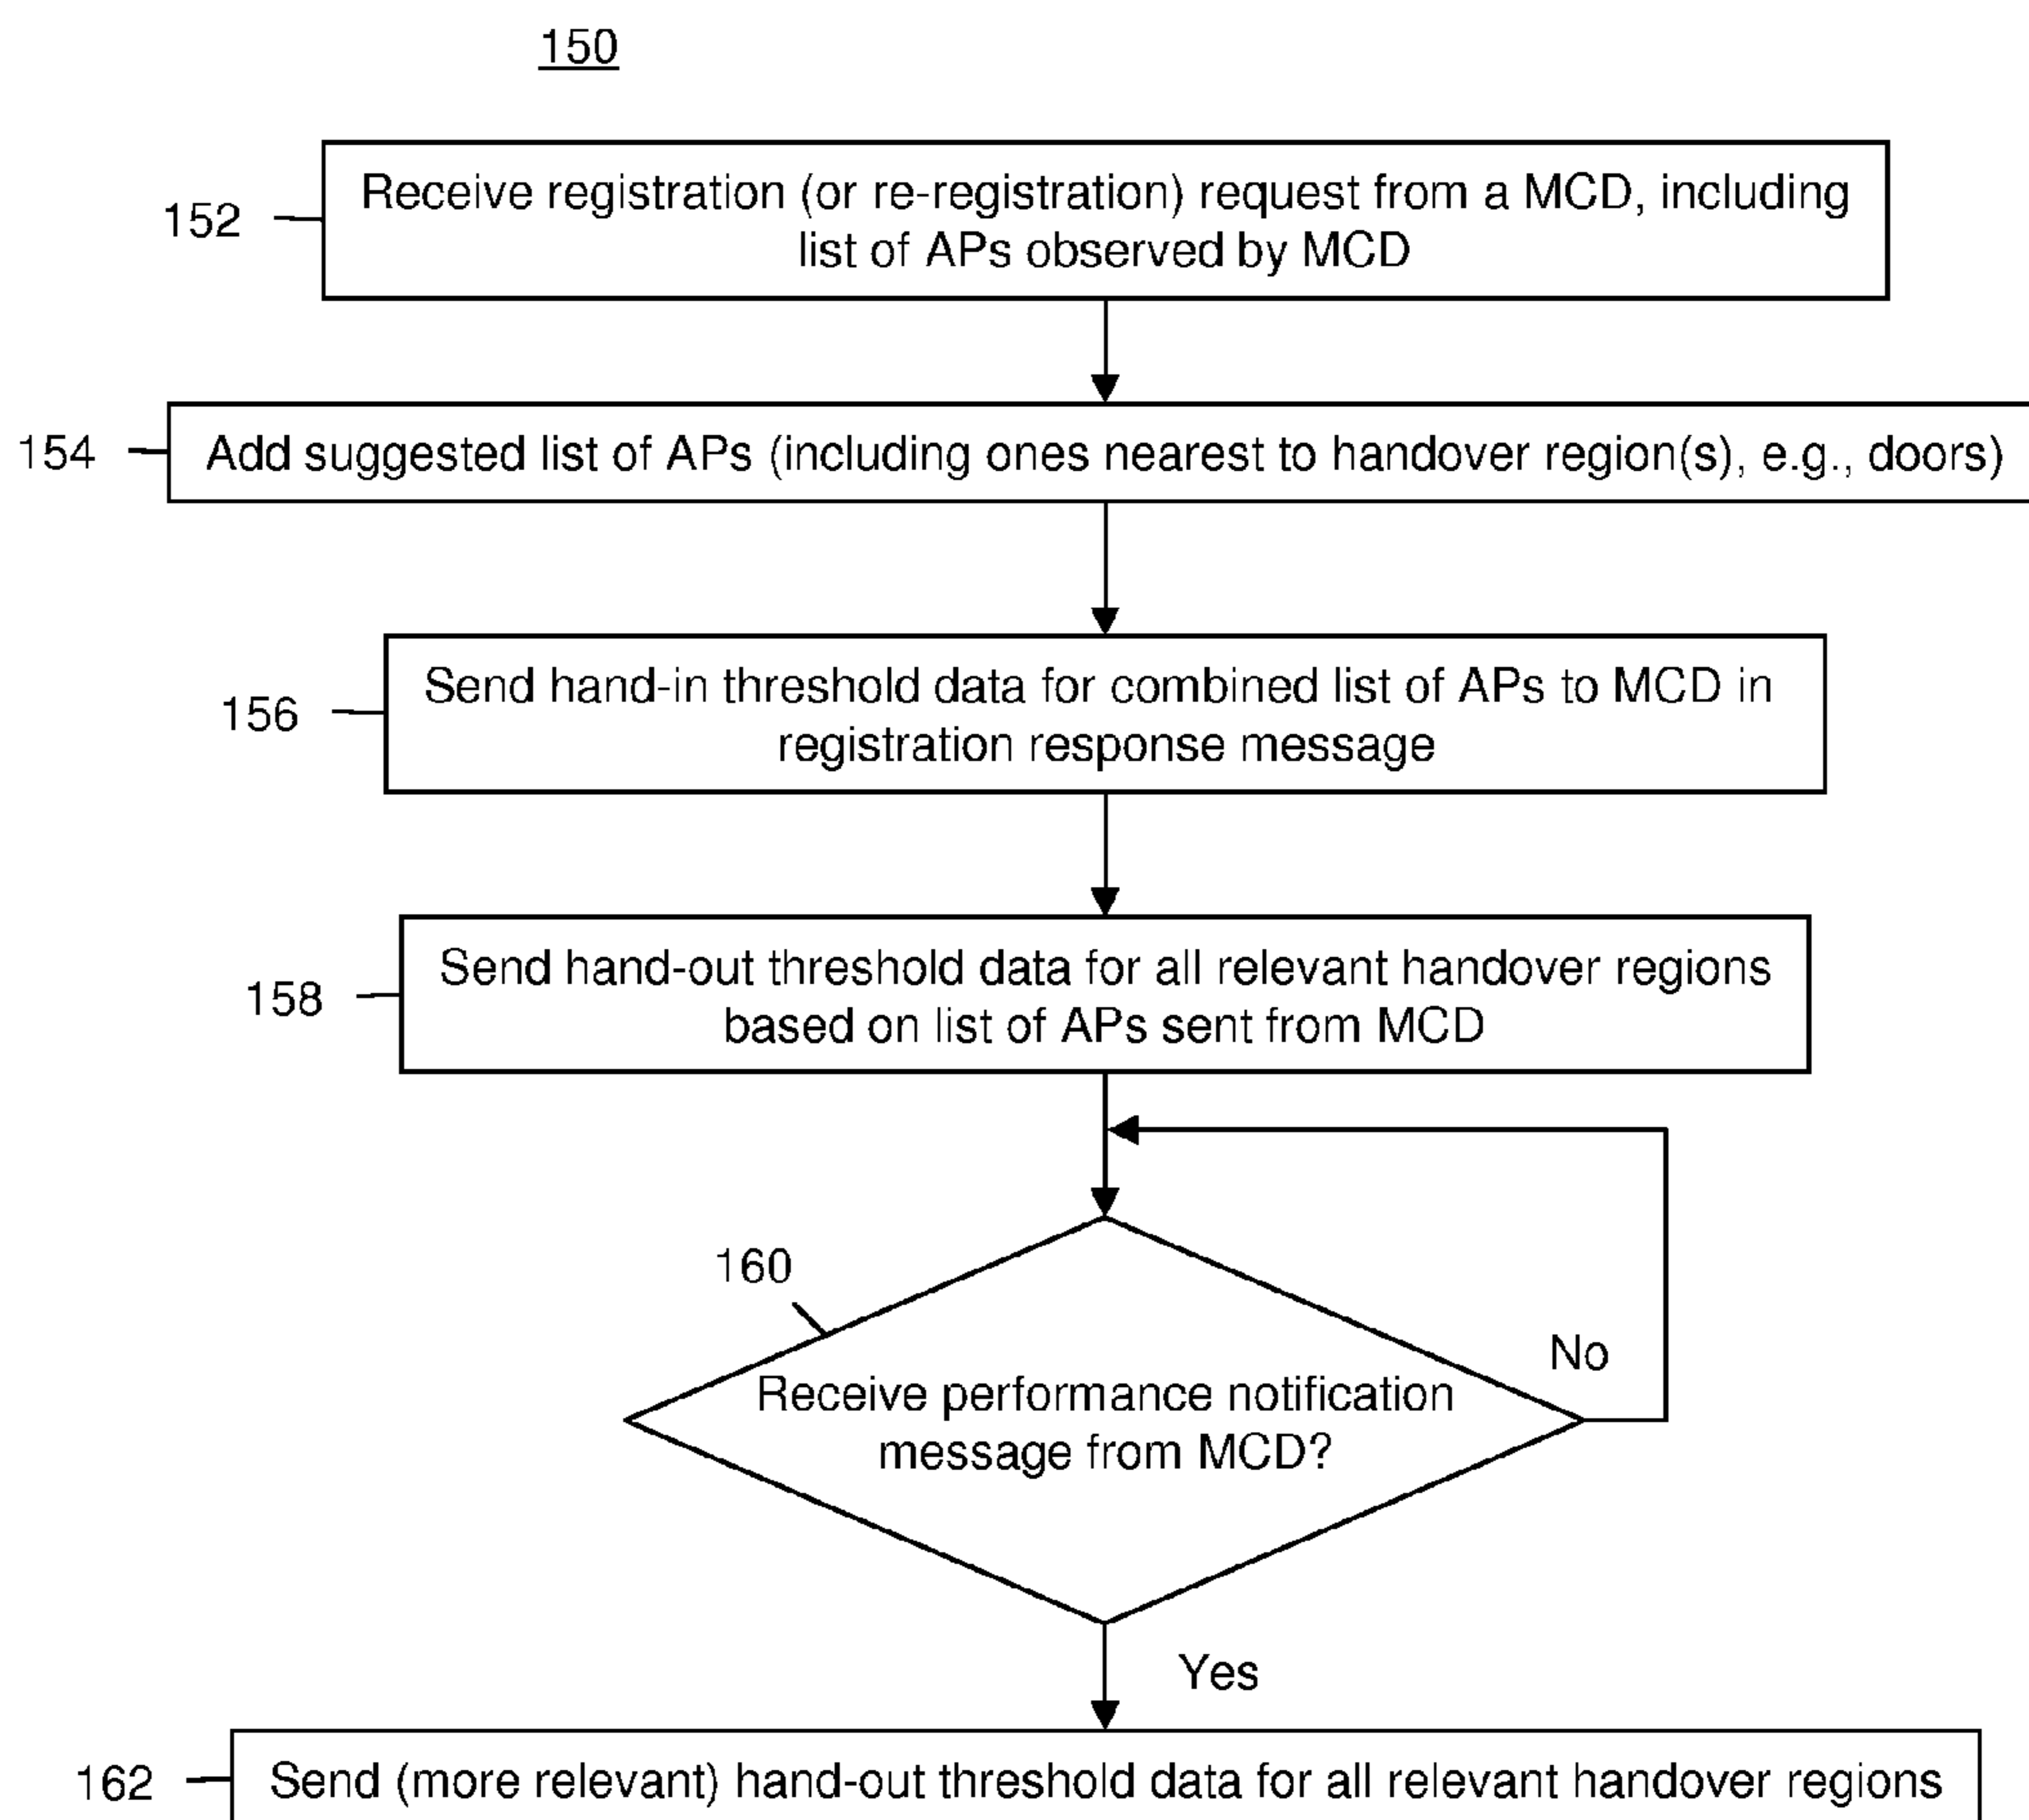 150
152
Receive registration (or re-registration) request from a MCD, including
list of APs observed by MCD
154
Add suggested list of APs (including ones nearest to handover region(s), e.g., doors)
156
Send hand-in threshold data for combined list of APs to MCD in
registration response message
158
Send hand-out threshold data for all relevant handover regions
based on list of APs sent from MCD
160
Receive performance notification
message from MCD?
No
Yes
162
Send (more relevant) hand-out threshold data for all relevant handover regions